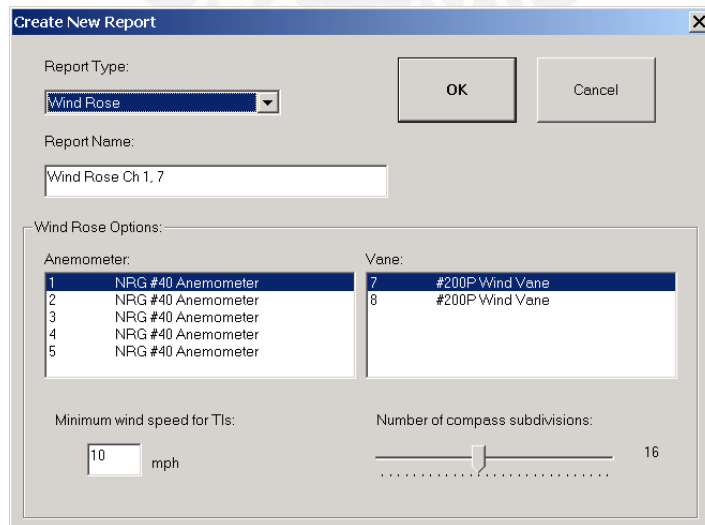 Create New Report
Report Type:
Wind Rose
OK
Cancel
Report Name:
Wind Rose Ch 1, 7
Wind Rose Options:
Anemometer:
1 NRG #40 Anemometer
2 NRG #40 Anemometer
3 NRG #40 Anemometer
4 NRG #40 Anemometer
5 NRG #40 Anemometer
Vane:
7 #200P Wind Vane
8 #200P Wind Vane
Minimum wind speed for TIs:
10 mph
Number of compass subdivisions:
16